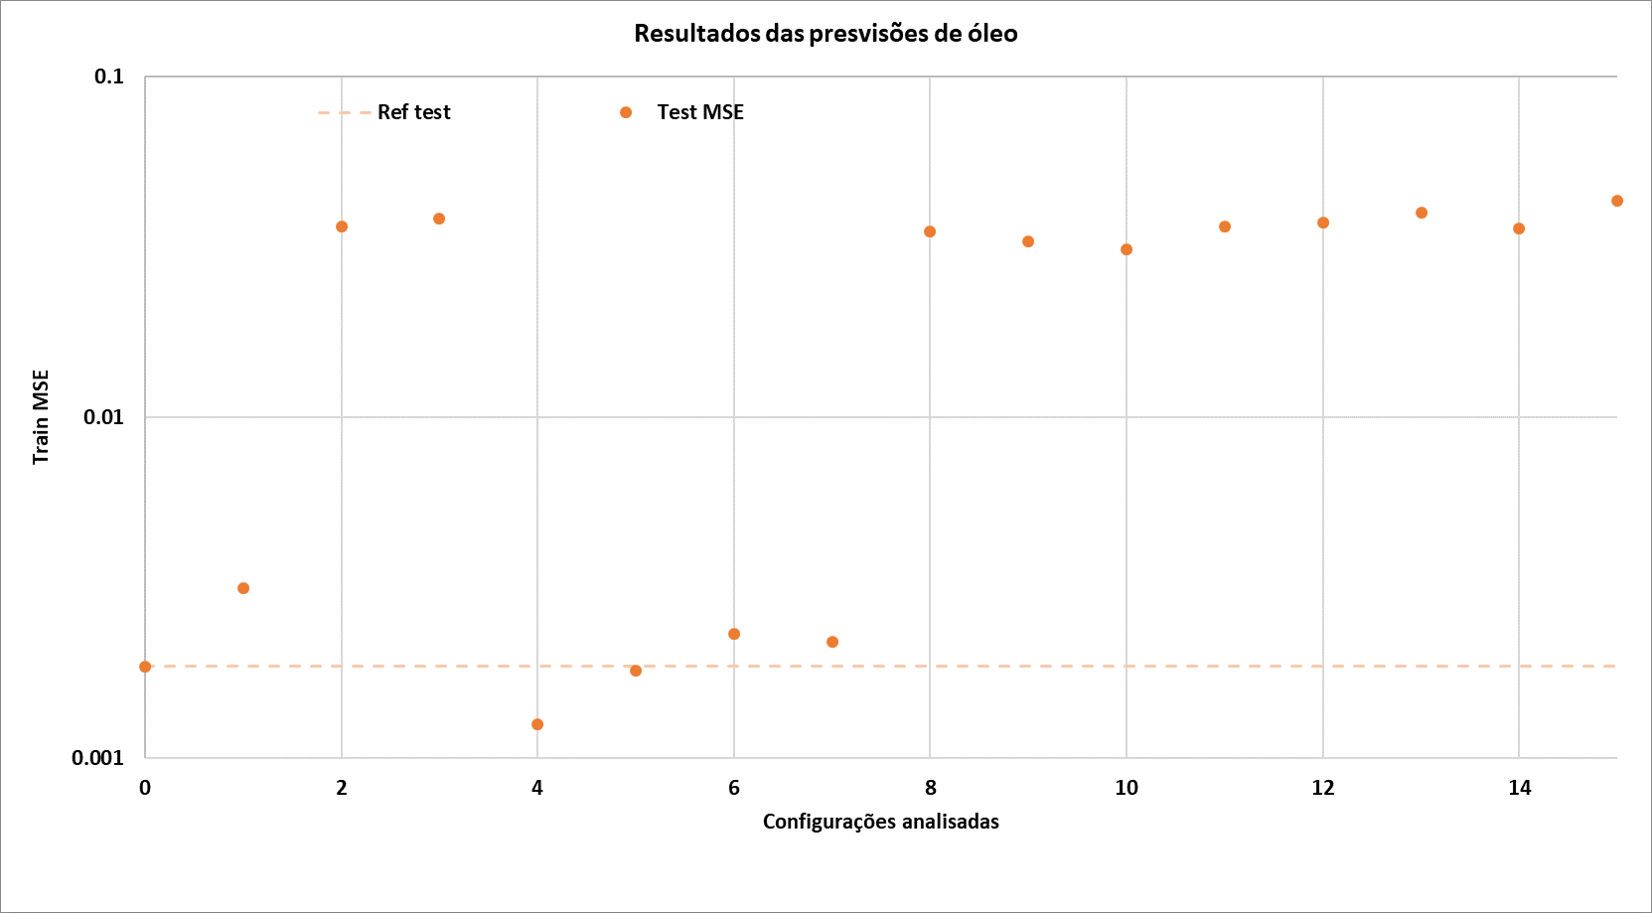 Resultados das presvisões de óleo
0.1
Ref test
Test MSE
Train MSE
0.01
0.001
0 2 4 6 8 10 12 14
Configurações analisadas